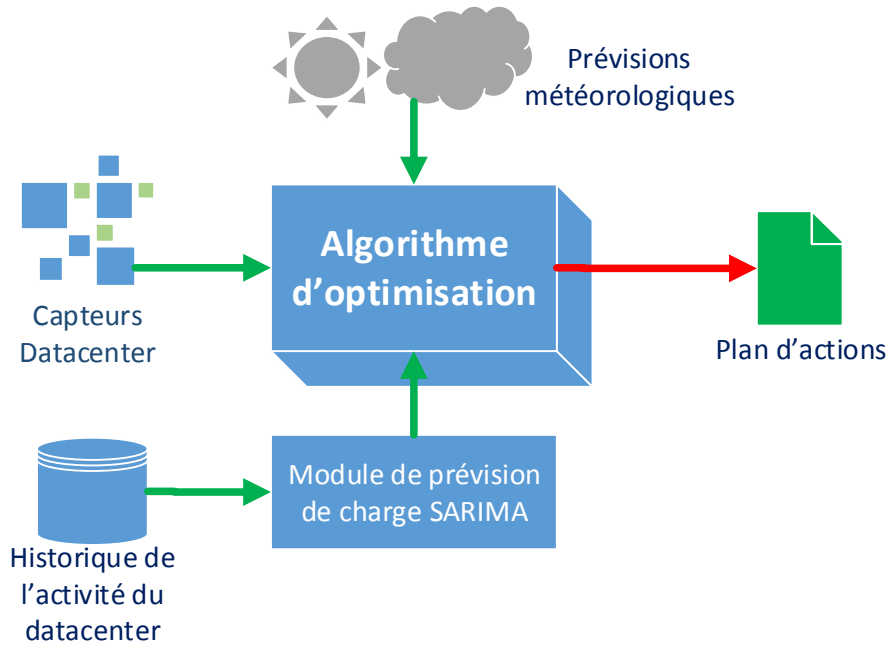 Prévisions
météorologiques
Algorithme
d’optimisation
Capteurs
Datacenter
Plan d’actions
Module de prévision
de charge SARIMA
Historique de
l’activité du
datacenter